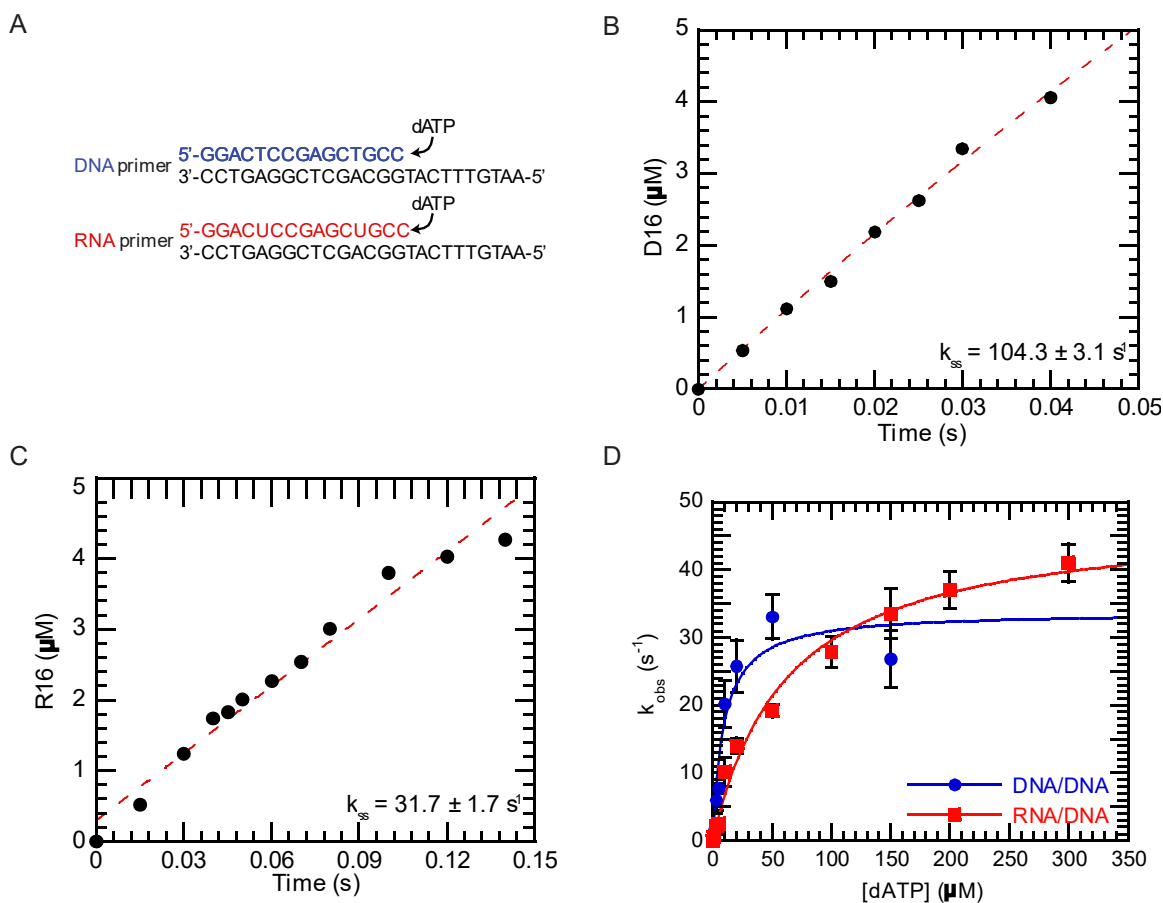 A
dATP
DNA primer 5'-GGACTCCGAGCTGCC
3'-CCTGAGGCTCGACGGTACTTTGTAA-5'
dATP
RNA primer 5'-GGACUCCGAGCUGCC
3'-CCTGAGGCTCGACGGTACTTTGTAA-5'
B
5
4
3
2
1
0
D16 (μM)
kss = 104.3 ± 3.1 s-1
0 0.01 0.02 0.03 0.04 0.05
Time (s)
C
5
4
3
2
1
0
R16 (μM)
kss = 31.7 ± 1.7 s-1
0 0.03 0.06 0.09 0.12 0.15
Time (s)
D
50
40
30
20
10
0
kobs (s-1)
DNA/DNA
RNA/DNA
0 50 100 150 200 250 300 350
[dATP] (μM)